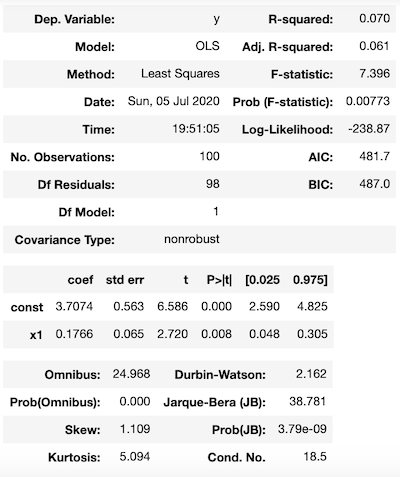 Dep. Variable: y R-squared: 0.070
Model: OLS Adj. R-squared: 0.061
Method: Least Squares F-statistic: 7.396
Date: Sun, 05 Jul 2020 Prob (F-statistic): 0.00773
Time: 19:51:05 Log-Likelihood: -238.87
No. Observations: 100 AIC: 481.7
Df Residuals: 98 BIC: 487.0
Df Model: 1
Covariance Type: nonrobust
coef std err t P>|t| [0.025 0.975]
const 3.7074 0.563 6.586 0.000 2.590 4.825
x1 0.1766 0.065 2.720 0.008 0.048 0.305
Omnibus: 24.968 Durbin-Watson: 2.162
Prob(Omnibus): 0.000 Jarque-Bera (JB): 38.781
Skew: 1.109 Prob(JB): 3.79e-09
Kurtosis: 5.094 Cond. No. 18.5